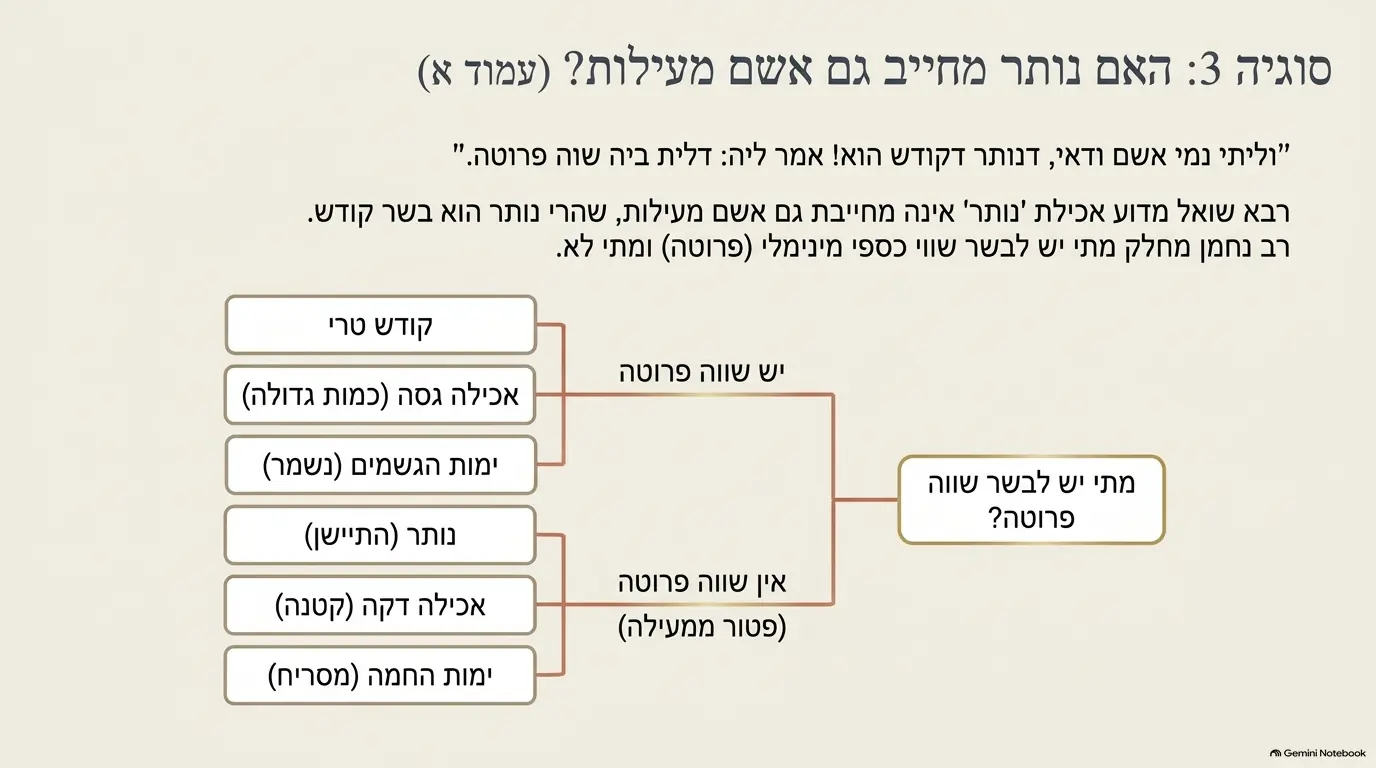 סוגיה 3: האם נותר מחייב גם אשם מעילות? (עמוד א)
"וליתי נמי אשם ודאי, דנותר דקודש הוא! אמר ליה: דלית ביה שוה פרוטה."
רבא שואל מדוע אכילת 'נותר' אינה מחייבת גם אשם מעילות, שהרי נותר הוא בשר קודש.
רב נחמן מחלק מתי יש לבשר שווי כספי מינימלי (פרוטה) ומתי לא.
מתי יש לבשר שווה
פרוטה?
יש שווה פרוטה
קודש טרי
אכילה גסה (כמות גדולה)
ימות הגשמים (נשמר)
אין שווה פרוטה
(פטור ממעילה)
נותר (התיישן)
אכילה דקה (קטנה)
ימות החמה (מסריח)
Gemini Notebook